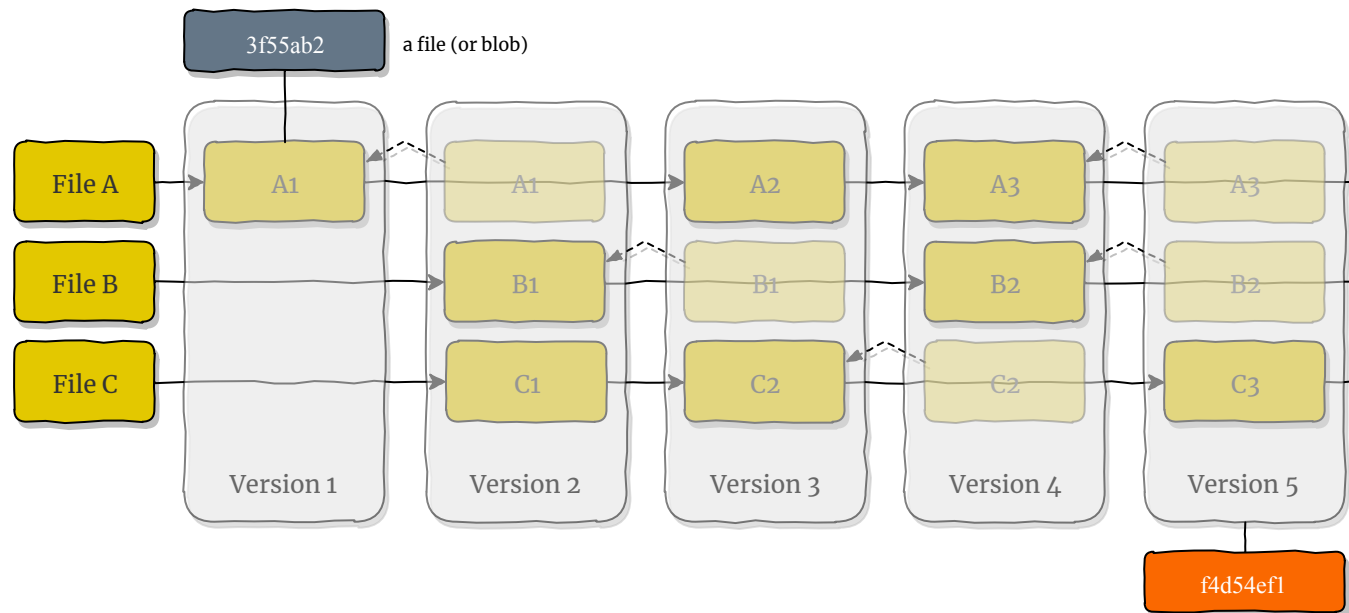 3f55ab2
a file (or blob)
File A
A1
A1
A2
A3
A3
File B
B1
B1
B2
B2
File C
C1
C2
C2
C3
Version 1
Version 2
Version 3
Version 4
Version 5
f4d54ef1